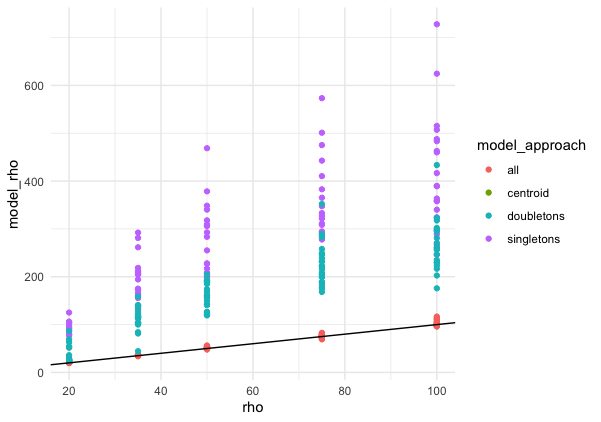 model_rho
600
400
200
0
20
40
60
80
100
rho
model_approach
all
centroid
doubletons
singletons